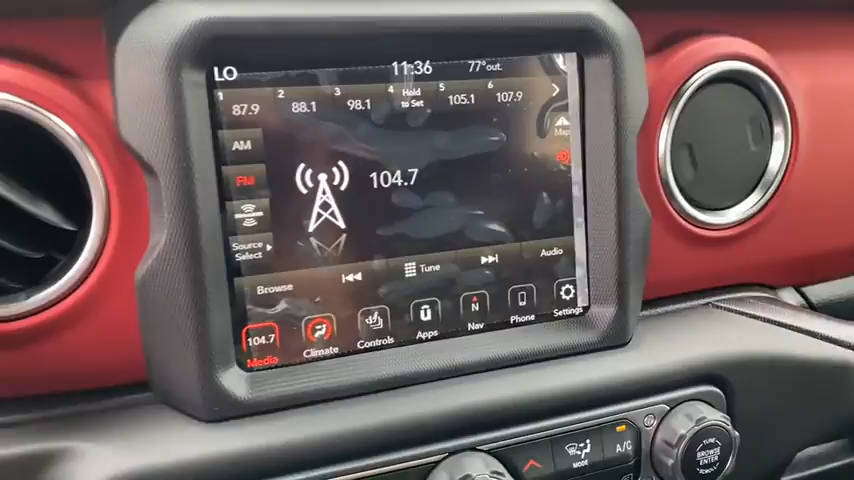 LO 11:36 77° out.
1 87.9 2 88.1 3 98.1 4 Hold to Set 5 105.1 6 107.9
AM
Map
FM
104.7
SiriusXM
Source Select
Browse Tune Audio
104.7 Media Climate Controls Apps N Nav Phone Settings
MODE A/C
TUNE
BROWSE
ENTER
SCROLL